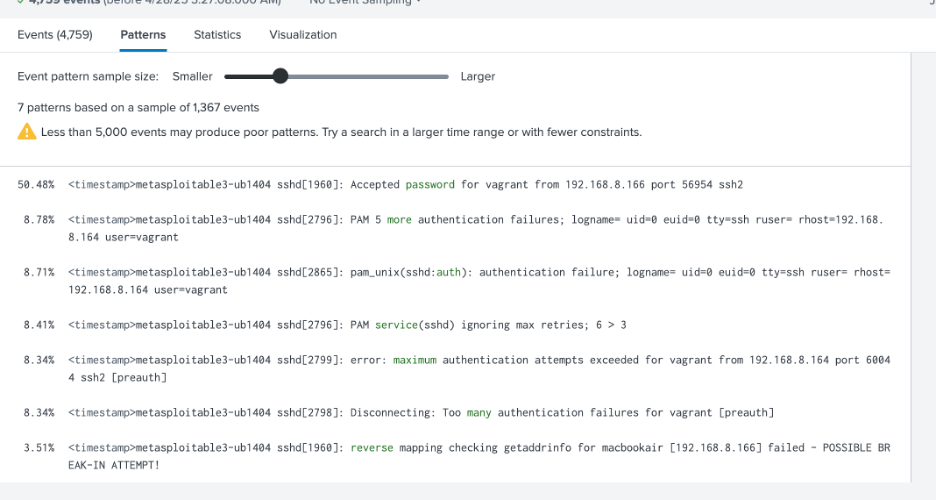 4,759 events (before 4/28/25 3:27:08.000 AM) No Event Sampling
Events (4,759) Patterns Statistics Visualization
Event pattern sample size: Smaller Larger
7 patterns based on a sample of 1,367 events
Less than 5,000 events may produce poor patterns. Try a search in a larger time range or with fewer constraints.
50.48% <timestamp>metasploitable3-ub1404 sshd[1960]: Accepted password for vagrant from 192.168.8.166 port 56954 ssh2
8.78% <timestamp>metasploitable3-ub1404 sshd[2796]: PAM 5 more authentication failures; logname= uid=0 euid=0 tty=ssh ruser= rhost=192.168.
8.164 user=vagrant
8.71% <timestamp>metasploitable3-ub1404 sshd[2865]: pam_unix(sshd:auth): authentication failure; logname= uid=0 euid=0 tty=ssh ruser= rhost=
192.168.8.164 user=vagrant
8.41% <timestamp>metasploitable3-ub1404 sshd[2796]: PAM service(sshd) ignoring max retries; 6 > 3
8.34% <timestamp>metasploitable3-ub1404 sshd[2799]: error: maximum authentication attempts exceeded for vagrant from 192.168.8.164 port 6004
4 ssh2 [preauth]
8.34% <timestamp>metasploitable3-ub1404 sshd[2798]: Disconnecting: Too many authentication failures for vagrant [preauth]
3.51% <timestamp>metasploitable3-ub1404 sshd[1960]: reverse mapping checking getaddrinfo for macbookair [192.168.8.166] failed - POSSIBLE BR
EAK-IN ATTEMPT!